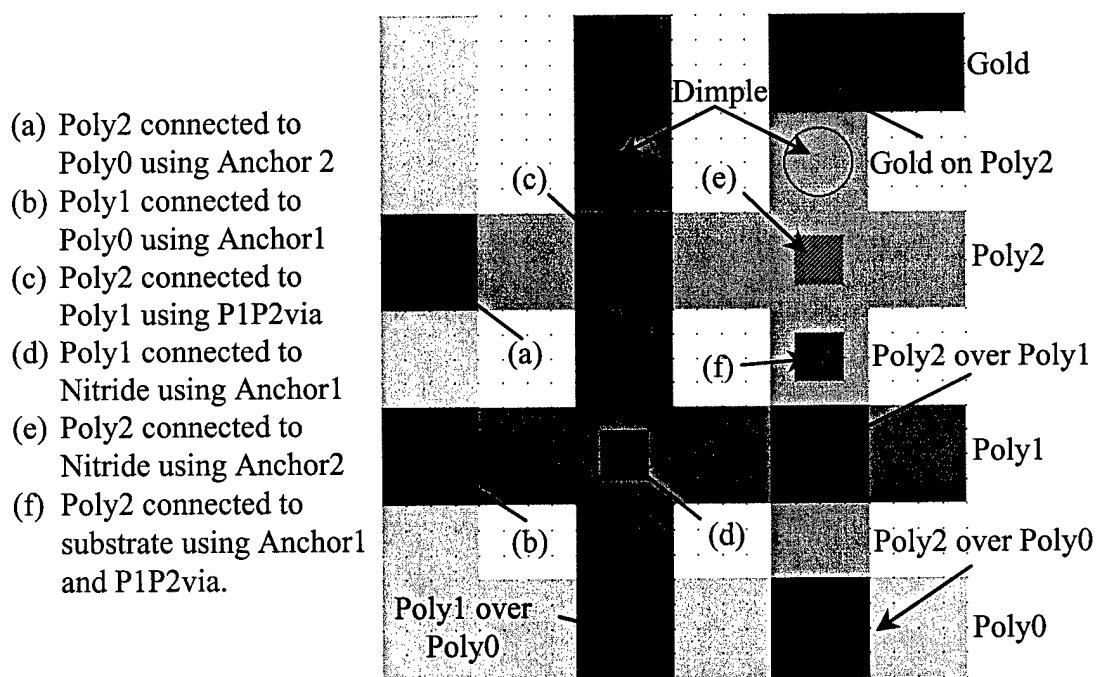 (a) Poly2 connected to
Poly0 using Anchor 2
(b) Poly1 connected to
Poly0 using Anchor1
(c) Poly2 connected to
Poly1 using P1P2via
(d) Poly1 connected to
Nitride using Anchor1
(e) Poly2 connected to
Nitride using Anchor2
(f) Poly2 connected to
substrate using Anchor1
and P1P2via.
Gold
Dimple
Gold on Poly2
(c)
(e)
Poly2
(a)
(f)
Poly2 over Poly1
Poly1
(b)
(d)
Poly2 over Poly0
Poly1 over
Poly0
Poly0